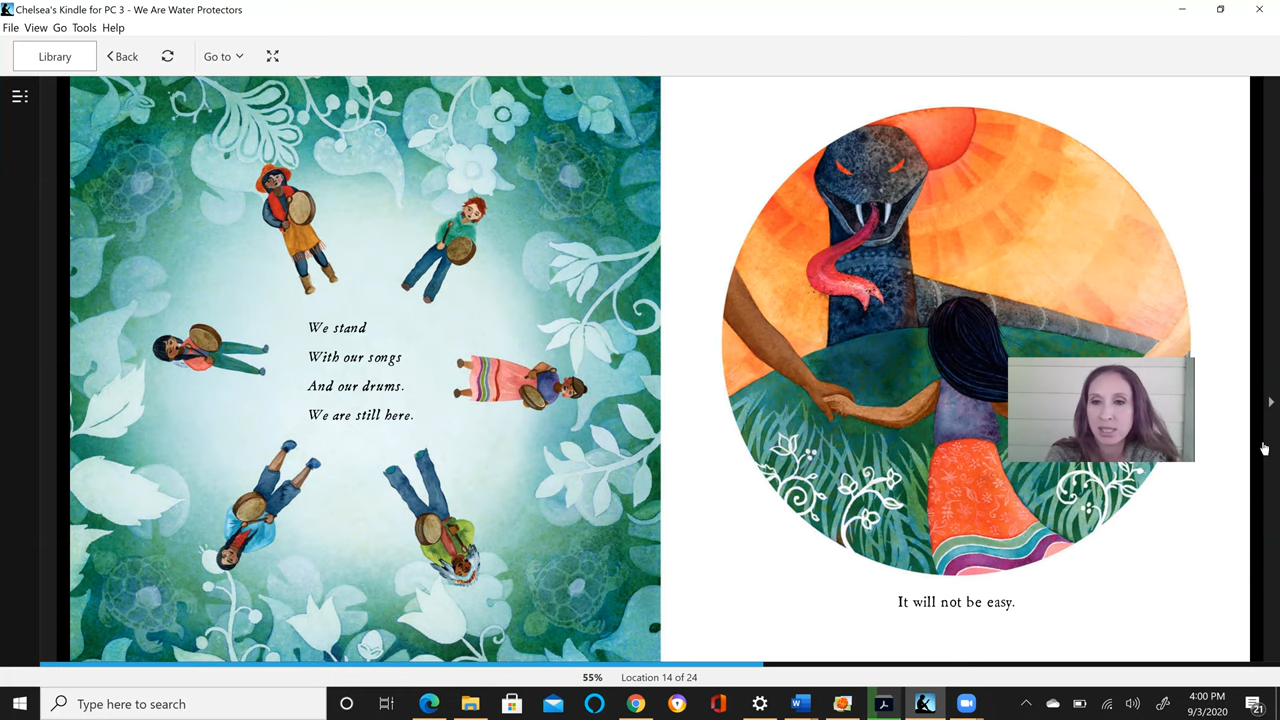 Chelsea's Kindle for PC 3 - We Are Water Protectors
File View Go Tools Help
Library
Back
Go to
We stand
With our songs
And our drums.
We are still here.
It will not be easy.
55% Location 14 of 24
Type here to search
4:00 PM
9/3/2020
21